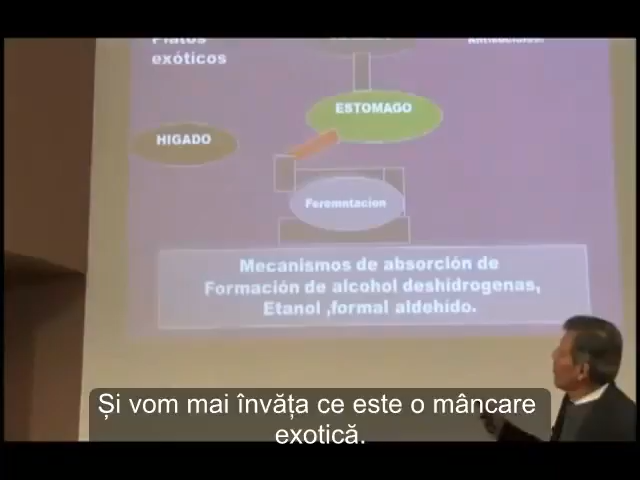 Platos
exóticos
ESTOMAGO
HIGADO
Feremntacion
Mecanismos de absorción de
Formación de alcohol deshidrogenas,
Etanol ,formal aldehido.
Și vom mai învăța ce este o mâncare
exotică.